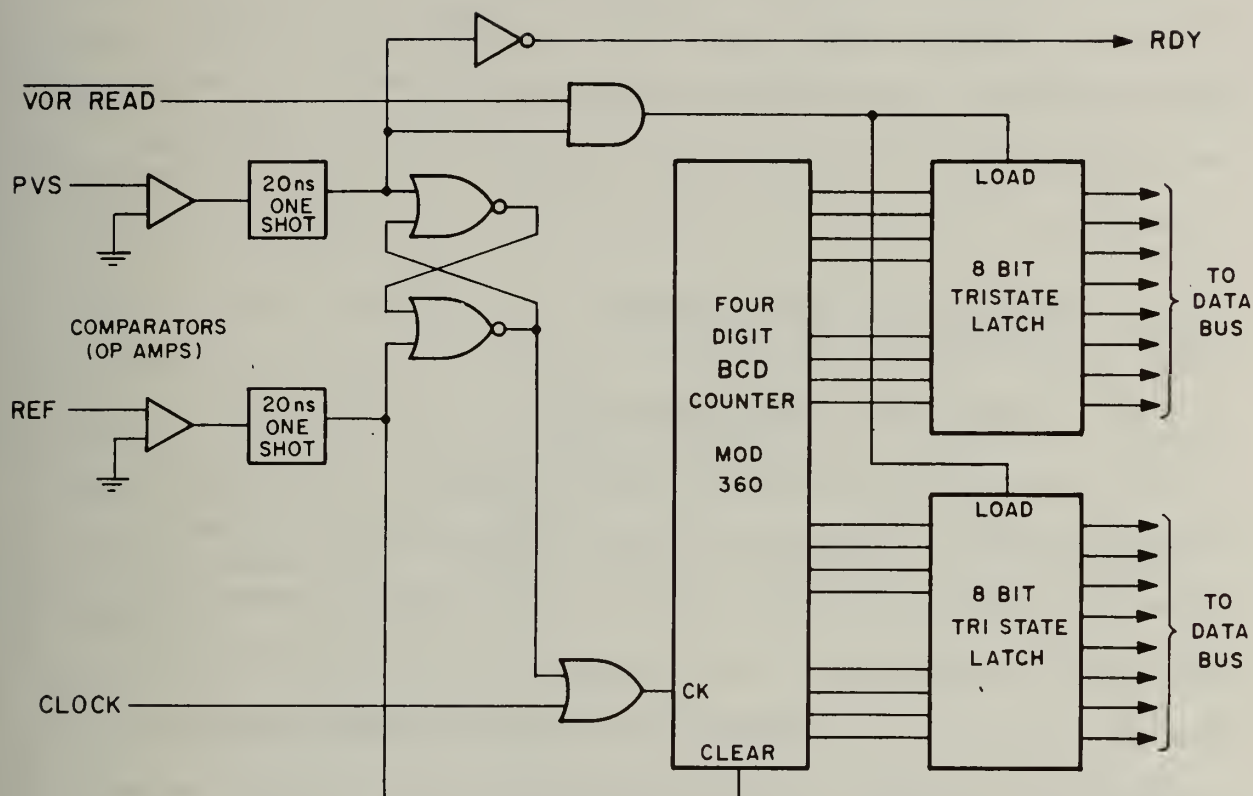 RDY
VOR READ
PVS
20ns
ONE
SHOT
LOAD
8 BIT
TRISTATE
LATCH
TO
DATA
BUS
COMPARATORS
(OP AMPS)
FOUR
DIGIT
BCD
COUNTER
MOD
360
REF
20ns
ONE
SHOT
LOAD
8 BIT
TRI STATE
LATCH
TO
DATA
BUS
CLOCK
CK
CLEAR